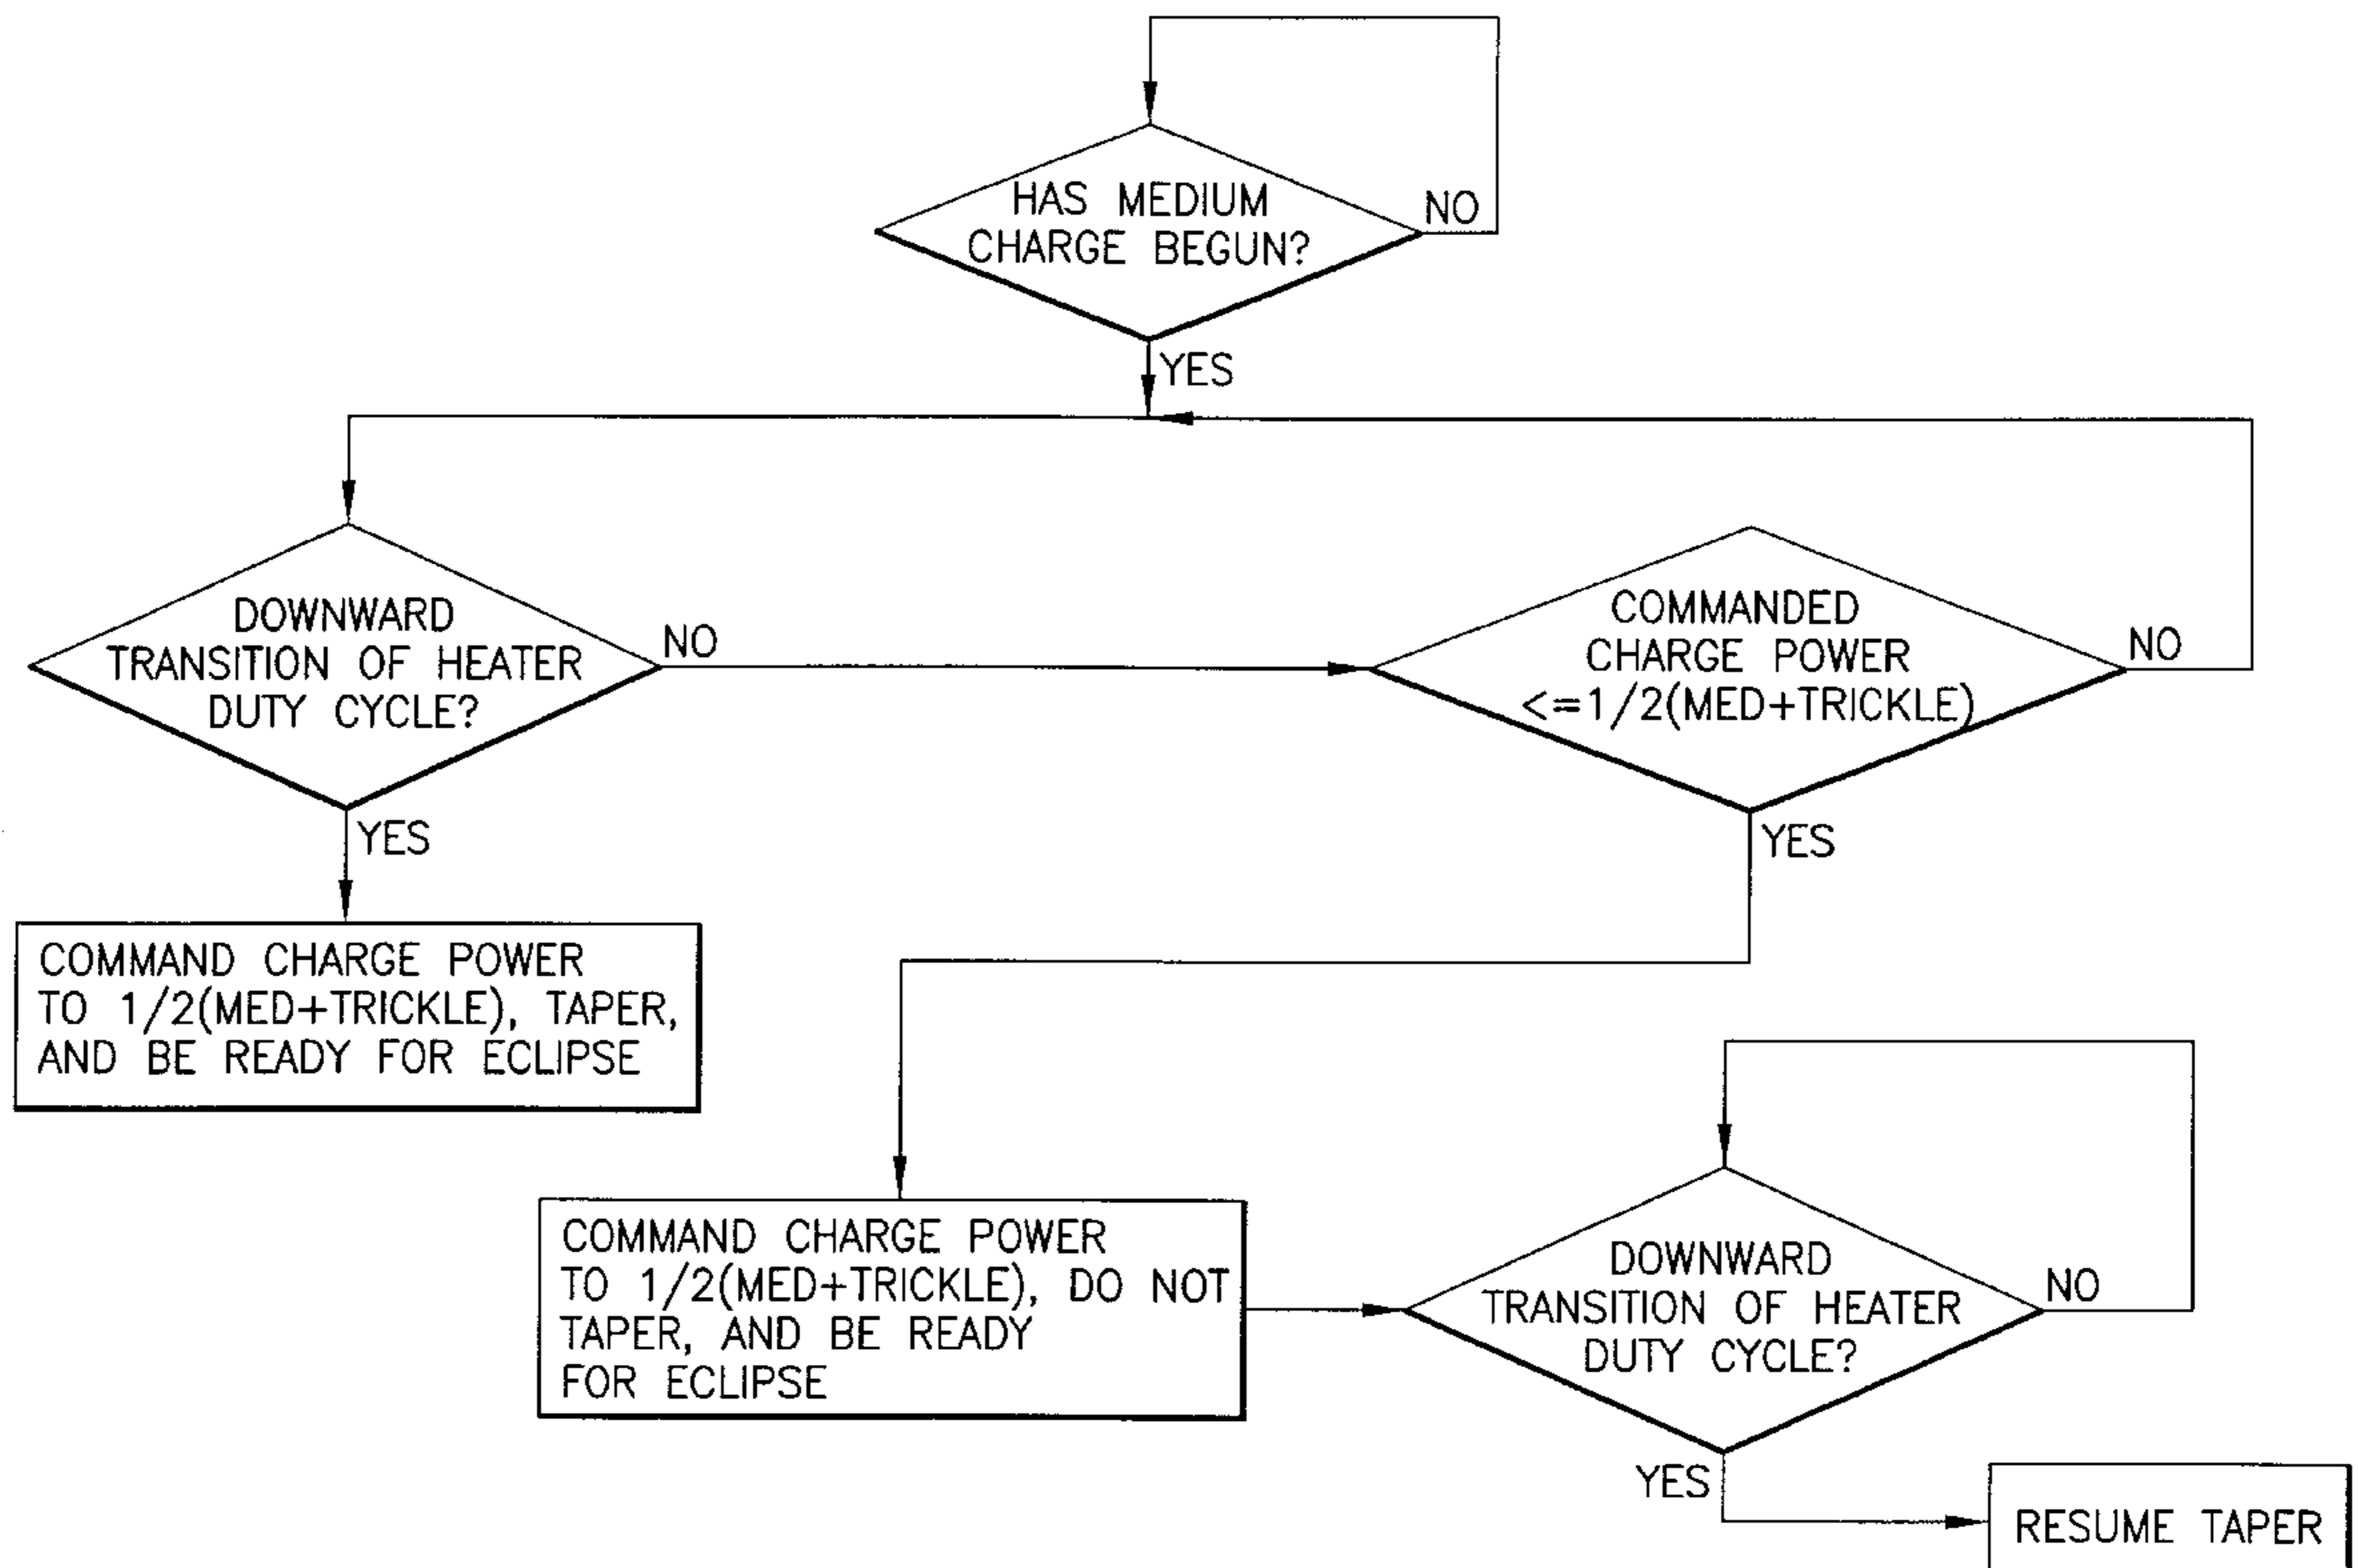 HAS MEDIUM
CHARGE BEGUN?
NO
YES
DOWNWARD
TRANSITION OF HEATER
DUTY CYCLE?
NO
COMMANDED
CHARGE POWER
<=1/2(MED+TRICKLE)
NO
YES
YES
COMMAND CHARGE POWER
TO 1/2(MED+TRICKLE), TAPER,
AND BE READY FOR ECLIPSE
COMMAND CHARGE POWER
TO 1/2(MED+TRICKLE), DO NOT
TAPER, AND BE READY
FOR ECLIPSE
DOWNWARD
TRANSITION OF HEATER
DUTY CYCLE?
NO
YES
RESUME TAPER